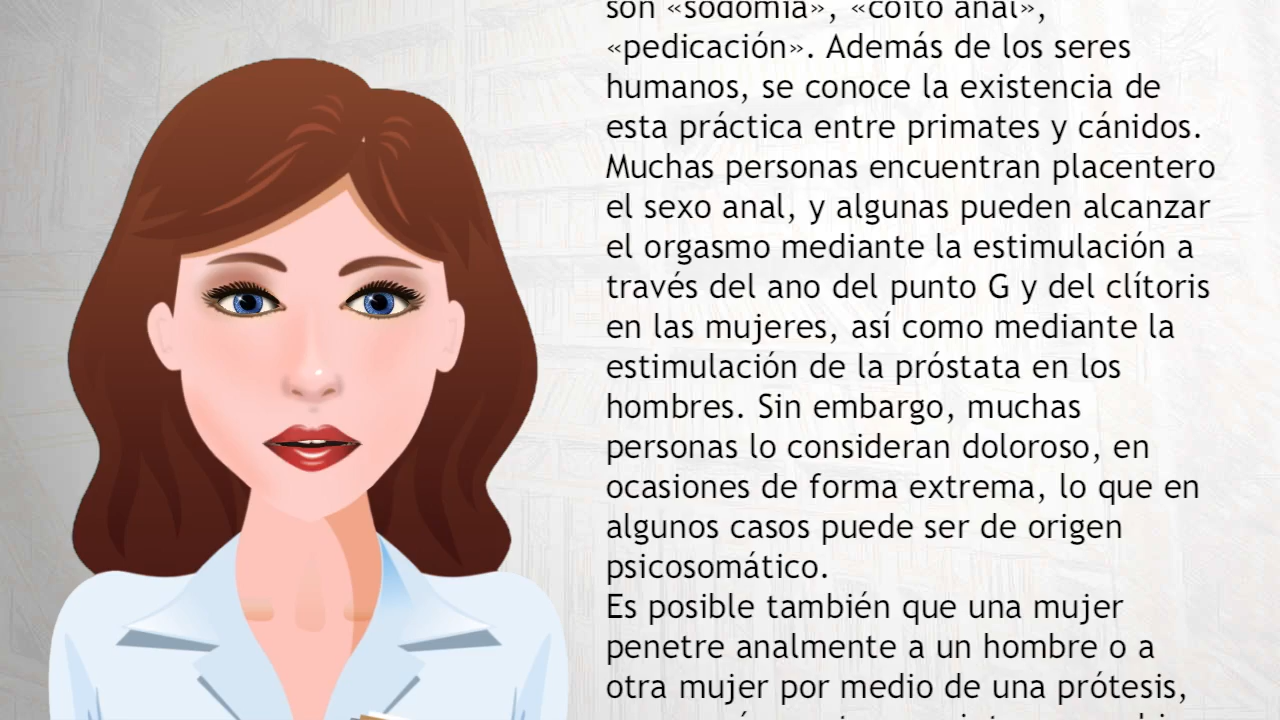 son «sodomía», «coito anal»,
«pedicación». Además de los seres
humanos, se conoce la existencia de
esta práctica entre primates y cánidos.
Muchas personas encuentran placentero
el sexo anal, y algunas pueden alcanzar
el orgasmo mediante la estimulación a
través del ano del punto G y del clítoris
en las mujeres, así como mediante la
estimulación de la próstata en los
hombres. Sin embargo, muchas
personas lo consideran doloroso, en
ocasiones de forma extrema, lo que en
algunos casos puede ser de origen
psicosomático.
Es posible también que una mujer
penetre analmente a un hombre o a
otra mujer por medio de una prótesis,